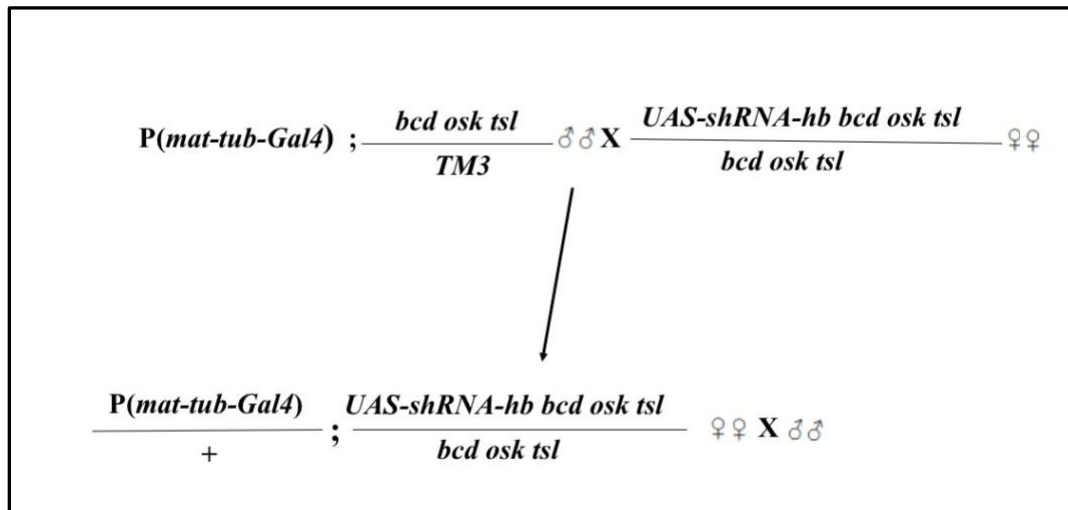 P(mat-tub-Gal4) ; bcd osk tsl ♂♂ X UAS-shRNA-hb bcd osk tsl ♀♀
TM3 bcd osk tsl
P(mat-tub-Gal4) ; UAS-shRNA-hb bcd osk tsl ♀♀ X ♂♂
+ bcd osk tsl